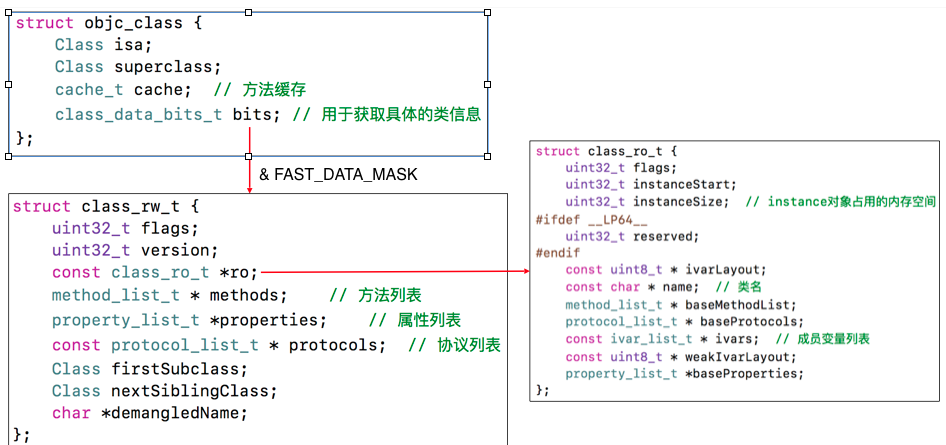 struct objc_class {
Class isa;
Class superclass;
cache_t cache; // 方法缓存
class_data_bits_t bits; // 用于获取具体的类信息
};
& FAST_DATA_MASK
struct class_rw_t {
uint32_t flags;
uint32_t version;
const class_ro_t *ro;
method_list_t * methods; // 方法列表
property_list_t *properties; // 属性列表
const protocol_list_t * protocols; // 协议列表
Class firstSubclass;
Class nextSiblingClass;
char *demangledName;
};
struct class_ro_t {
uint32_t flags;
uint32_t instanceStart;
uint32_t instanceSize; // instance对象占用的内存空间
#ifdef __LP64__
uint32_t reserved;
#endif
const uint8_t * ivarLayout;
const char * name; // 类名
method_list_t * baseMethodList;
protocol_list_t * baseProtocols;
const ivar_list_t * ivars; // 成员变量列表
const uint8_t * weakIvarLayout;
property_list_t *baseProperties;
};